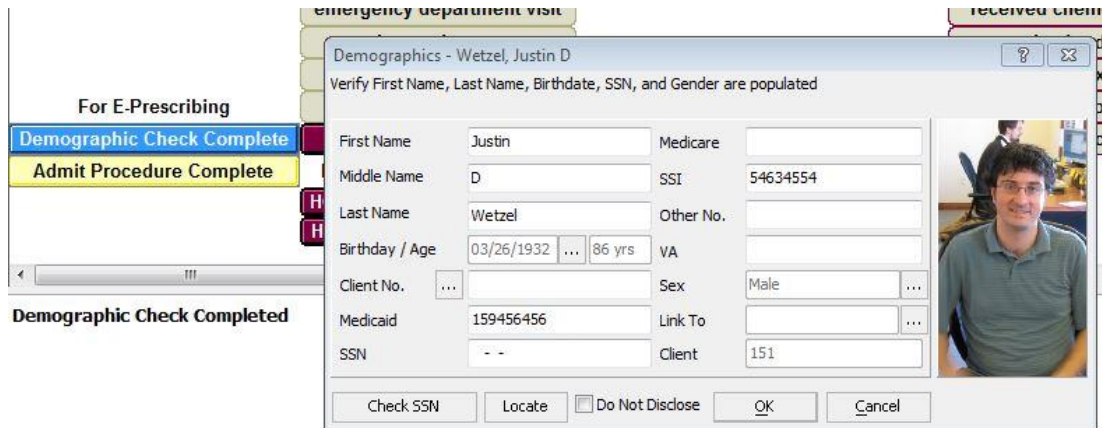 emergency department visit
Demographics - Wetzel, Justin D
Verify First Name, Last Name, Birthdate, SSN, and Gender are populated
For E-Prescribing
Demographic Check Complete
Admit Procedure Complete
First Name Justin Medicare
Middle Name D SSI 54634554
Last Name Wetzel Other No.
Birthday / Age 03/26/1932 ... 86 yrs VA
Client No. ... Sex Male ...
Medicaid 159456456 Link To ...
SSN - - Client 151
Demographic Check Completed
Check SSN Locate Do Not Disclose OK Cancel